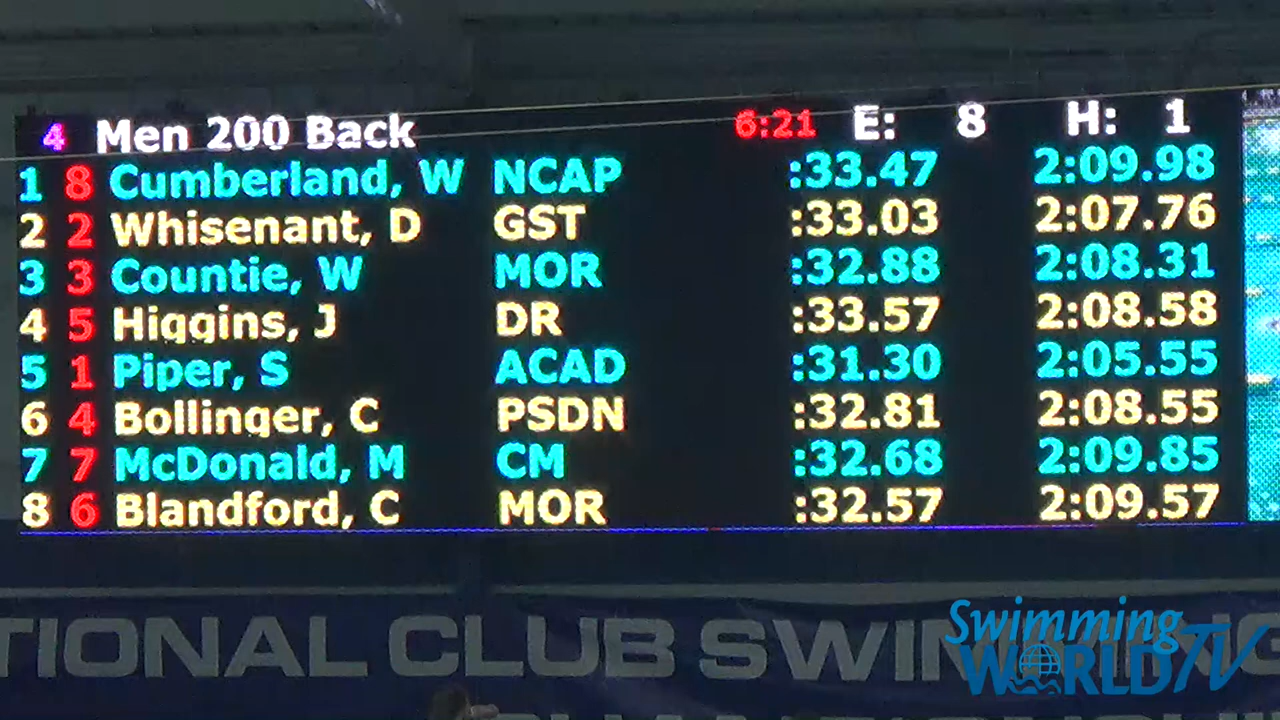 4 Men 200 Back 6:21 E: 8 H: 1
1 8 Cumberland, W NCAP :33.47 2:09.98
2 2 Whisenant, D GST :33.03 2:07.76
3 3 Countie, W MOR :32.88 2:08.31
4 5 Higgins, J DR :33.57 2:08.58
5 1 Piper, S ACAD :31.30 2:05.55
6 4 Bollinger, C PSDN :32.81 2:08.55
7 7 McDonald, M CM :32.68 2:09.85
8 6 Blandford, C MOR :32.57 2:09.57
TIONAL CLUB SWIMMING
Swimming
WORLD TV